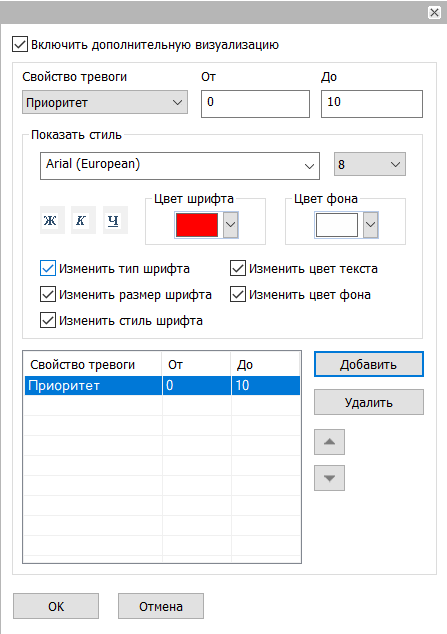 Включить дополнительную визуализацию
Свойство тревоги От До
Приоритет 0 10
Показать стиль
Arial (European) 8
Цвет шрифта Цвет фона
Ж К Ч
Изменить тип шрифта Изменить цвет текста
Изменить размер шрифта Изменить цвет фона
Изменить стиль шрифта
Свойство тревоги От До
Приоритет 0 10
Добавить
Удалить
ОК Отмена